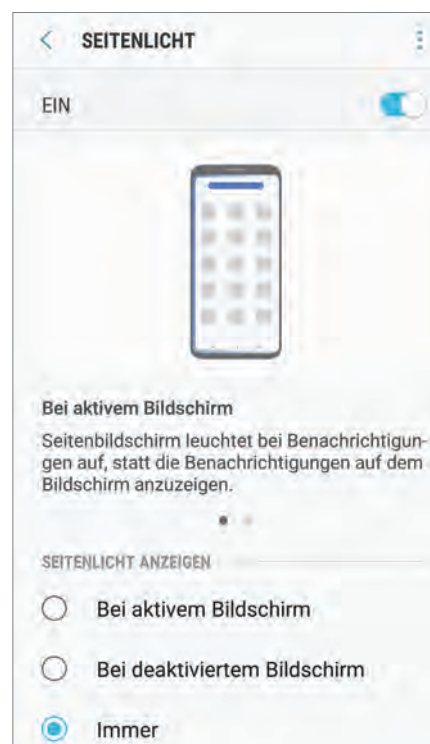 SEITENLICHT
EIN
Bei aktivem Bildschirm
Seitenbildschirm leuchtet bei Benachrichtigun-
gen auf, statt die Benachrichtigungen auf dem
Bildschirm anzuzeigen.
SEITENLICHT ANZEIGEN
Bei aktivem Bildschirm
Bei deaktiviertem Bildschirm
Immer